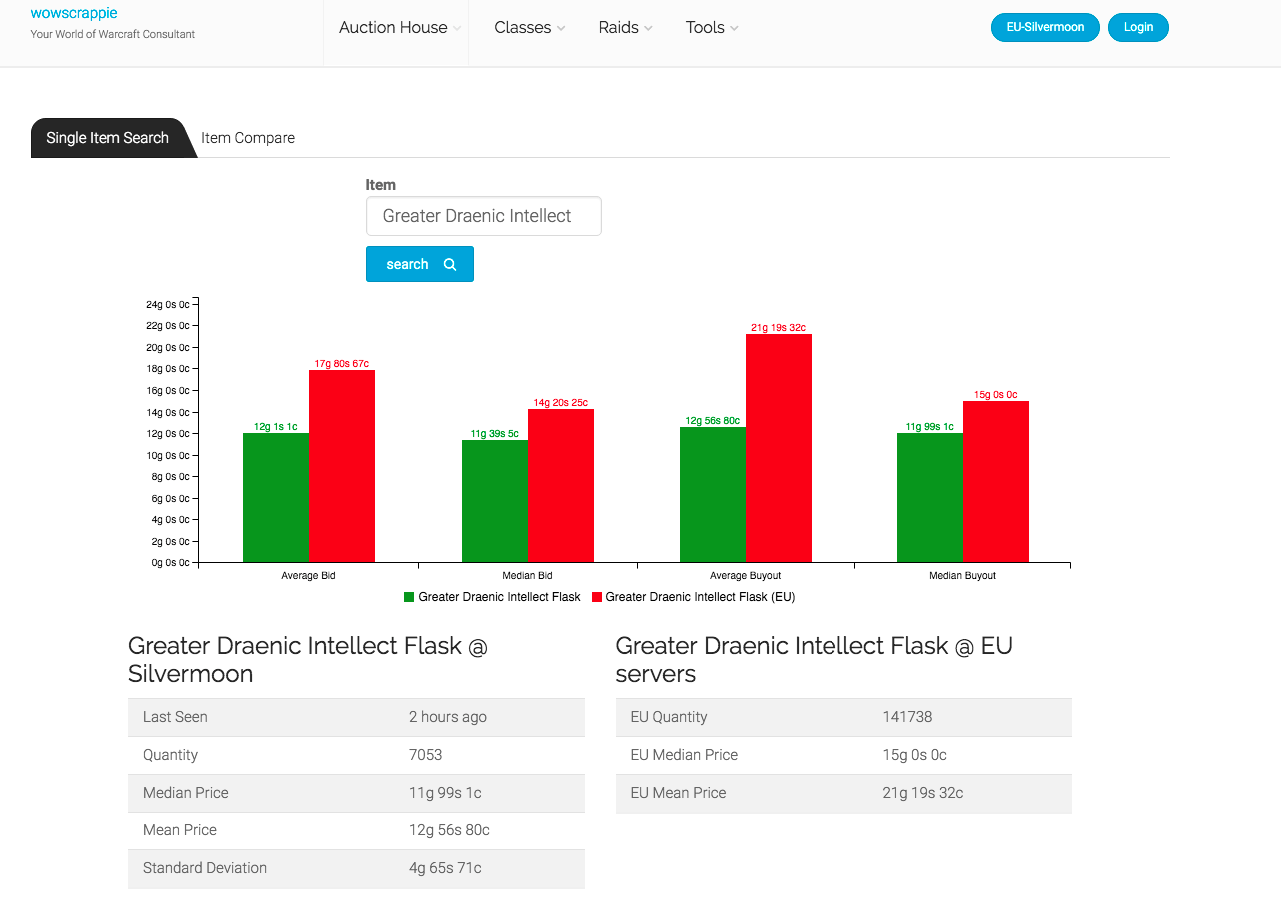 wowscrappie
Your World of Warcraft Consultant
Auction House
Classes
Raids
Tools
EU-Silvermoon
Login
Single Item Search
Item Compare
Item
Greater Draenic Intellect
search
24g 0s 0c
22g 0s 0c
20g 0s 0c
18g 0s 0c
16g 0s 0c
14g 0s 0c
12g 0s 0c
10g 0s 0c
8g 0s 0c
6g 0s 0c
4g 0s 0c
2g 0s 0c
0g 0s 0c
12g 1s 1c
17g 80s 67c
11g 39s 5c
14g 20s 25c
12g 56s 80c
21g 19s 32c
11g 99s 1c
15g 0s 0c
Average Bid
Median Bid
Average Buyout
Median Buyout
Greater Draenic Intellect Flask
Greater Draenic Intellect Flask (EU)
Greater Draenic Intellect Flask @
Silvermoon
Last Seen 2 hours ago
Quantity 7053
Median Price 11g 99s 1c
Mean Price 12g 56s 80c
Standard Deviation 4g 65s 71c
Greater Draenic Intellect Flask @ EU
servers
EU Quantity 141738
EU Median Price 15g 0s 0c
EU Mean Price 21g 19s 32c